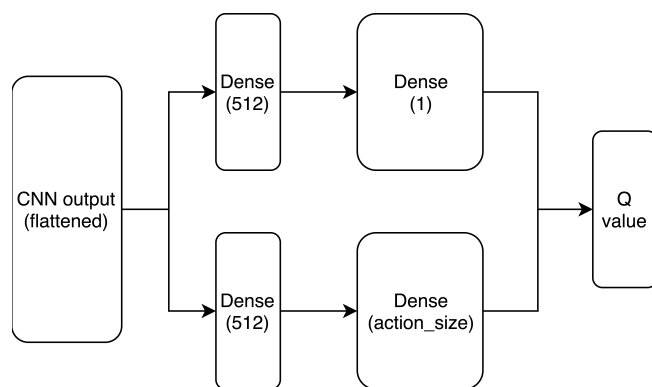 CNN output
(flattened)
Dense
(512)
Dense
(1)
Dense
(512)
Dense
(action_size)
Q
value